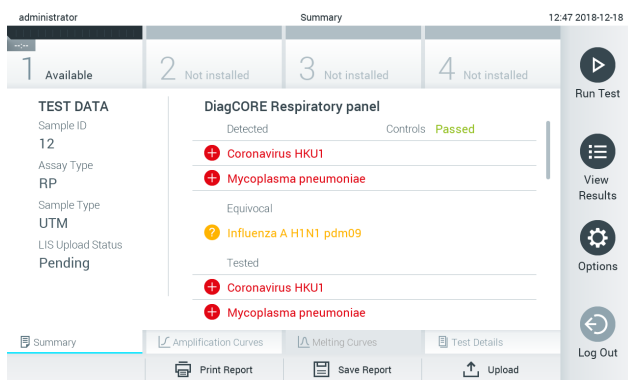 administrator Summary 12:47 2018-12-18
--:--
1 Available 2 Not installed 3 Not installed 4 Not installed
Run Test
TEST DATA
Sample ID
12
Assay Type
RP
Sample Type
UTM
LIS Upload Status
Pending
DiagCORE Respiratory panel
Detected Controls Passed
+ Coronavirus HKU1
+ Mycoplasma pneumoniae
Equivocal
? Influenza A H1N1 pdm09
Tested
+ Coronavirus HKU1
+ Mycoplasma pneumoniae
View
Results
Options
Log Out
Summary Amplification Curves Melting Curves Test Details
Print Report Save Report Upload